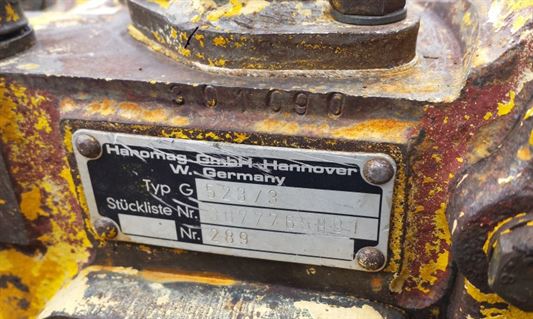 301090
Hanomag GmbH Hannover
W. Germany
Typ G 523/3
Stückliste Nr.
Nr. 289